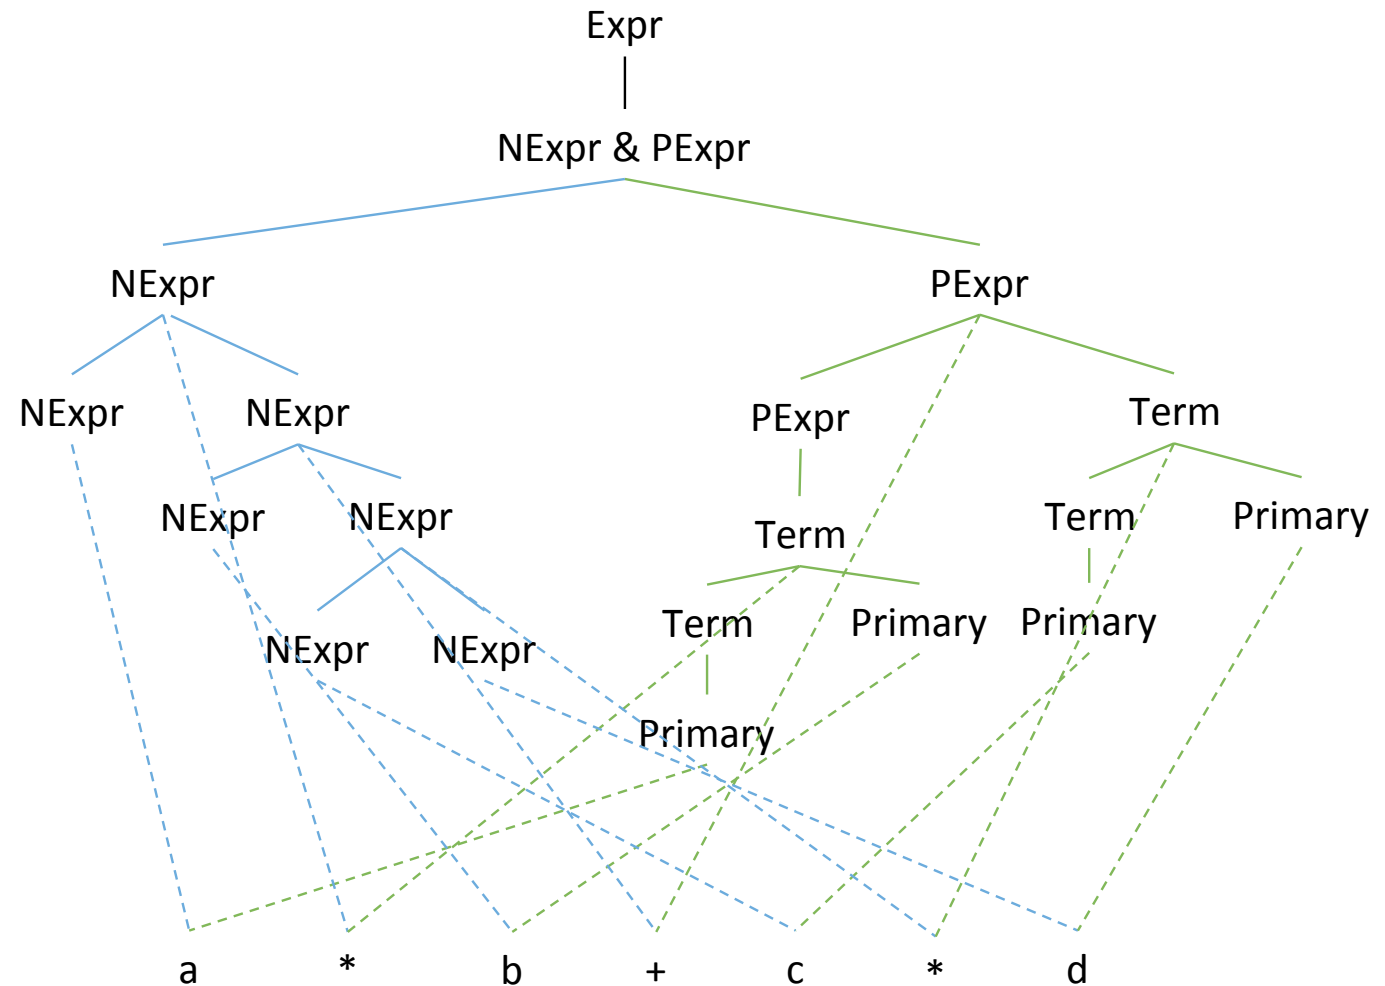 Expr
NExpr & PExpr
NExpr PExpr
NExpr NExpr PExpr Term
NExpr NExpr Term Term Primary
NExpr NExpr Term Primary Primary
Primary
a * b + c * d